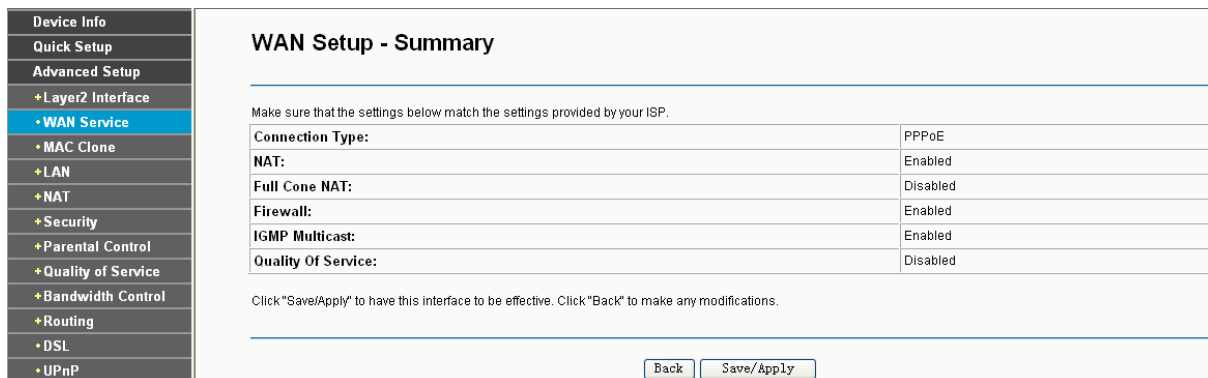 Device Info
Quick Setup
Advanced Setup
+Layer2 Interface
•WAN Service
•MAC Clone
+LAN
+NAT
+Security
+Parental Control
+Quality of Service
+Bandwidth Control
+Routing
•DSL
•UPnP
WAN Setup - Summary
Make sure that the settings below match the settings provided by your ISP.
Connection Type: PPPoE
NAT: Enabled
Full Cone NAT: Disabled
Firewall: Enabled
IGMP Multicast: Enabled
Quality Of Service: Disabled
Click "Save/Apply" to have this interface to be effective. Click "Back" to make any modifications.
Back Save/Apply